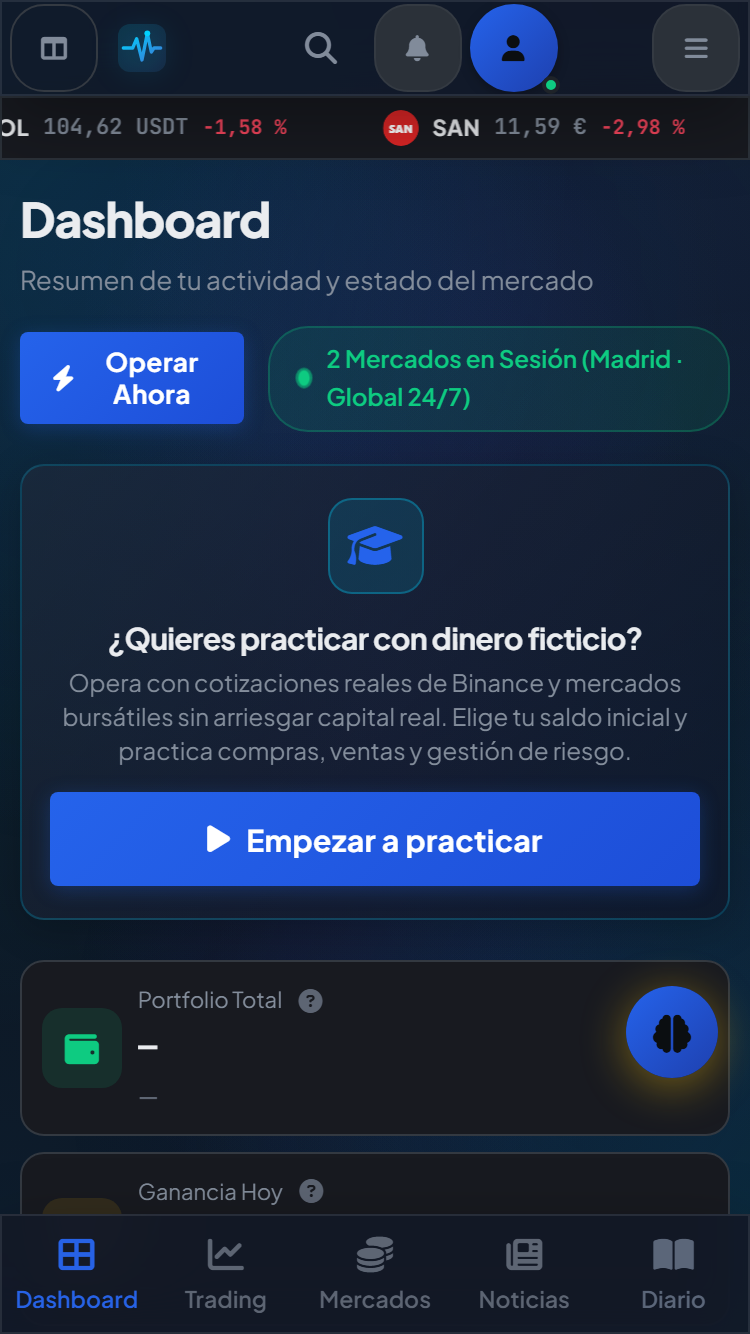 OL 104,62 USDT -1,58 % SAN SAN 11,59 € -2,98 %
Dashboard
Resumen de tu actividad y estado del mercado
Operar
Ahora
2 Mercados en Sesión (Madrid ·
Global 24/7)
¿Quieres practicar con dinero ficticio?
Opera con cotizaciones reales de Binance y mercados
bursátiles sin arriesgar capital real. Elige tu saldo inicial y
practica compras, ventas y gestión de riesgo.
Empezar a practicar
Portfolio Total ?
—
—
Ganancia Hoy ?
Dashboard Trading Mercados Noticias Diario